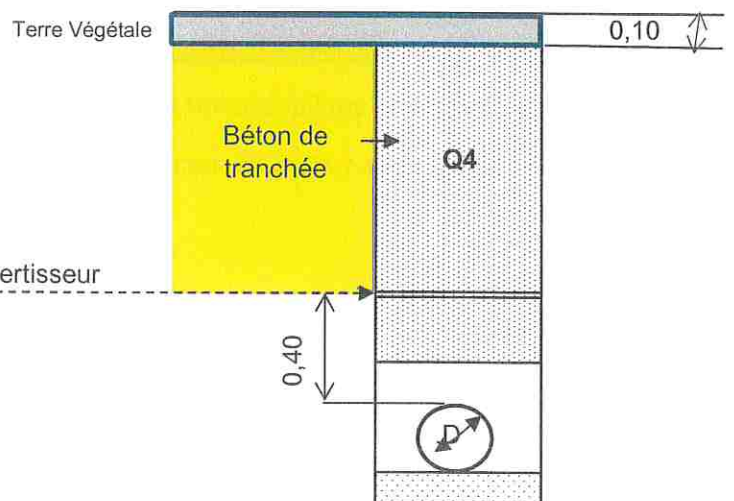 Terre Végétale
0,10
Béton de
tranchée
Q4
ertisseur
0,40
D